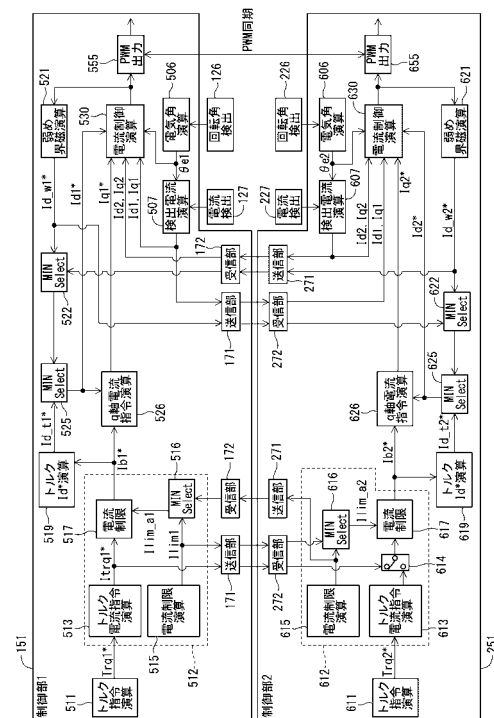 制御部1
151
511
トルク
指令演算
Trq1*
513
トルク
電流指令
演算
Itrq1*
515
電流制限
演算
512
517
電流
制限
Ilim_a1
Ilim1
516
MIN
Select
Ib1*
519
トルク
Id*演算
Id_t1*
525
MIN
Select
522
MIN
Select
526
q軸電流
指令演算
Id_w1*
Id1*
Iq1*
Id2, Iq2
Id1, Iq1
521
弱め
界磁演算
530
電流制御
演算
555
PWM
出力
507
検出電流
演算
θe1
506
電気角
演算
126
回転角
検出
127
電流
検出
PWM同期
171
送信部
172
受信部
171
送信部
172
受信部
271
送信部
272
受信部
271
送信部
272
受信部
制御部2
251
611
トルク
指令演算
Trq2*
613
トルク
電流指令
演算
614
615
電流制限
演算
612
616
MIN
Select
Ilim_a2
617
電流
制限
Ib2*
619
トルク
Id*演算
Id_t2*
625
MIN
Select
622
MIN
Select
626
q軸電流
指令演算
Id_w2*
Id2*
Iq2*
Id2, Iq2
Id1, Iq1
621
弱め
界磁演算
630
電流制御
演算
655
PWM
出力
607
検出電流
演算
θe2
606
電気角
演算
226
回転角
検出
227
電流
検出